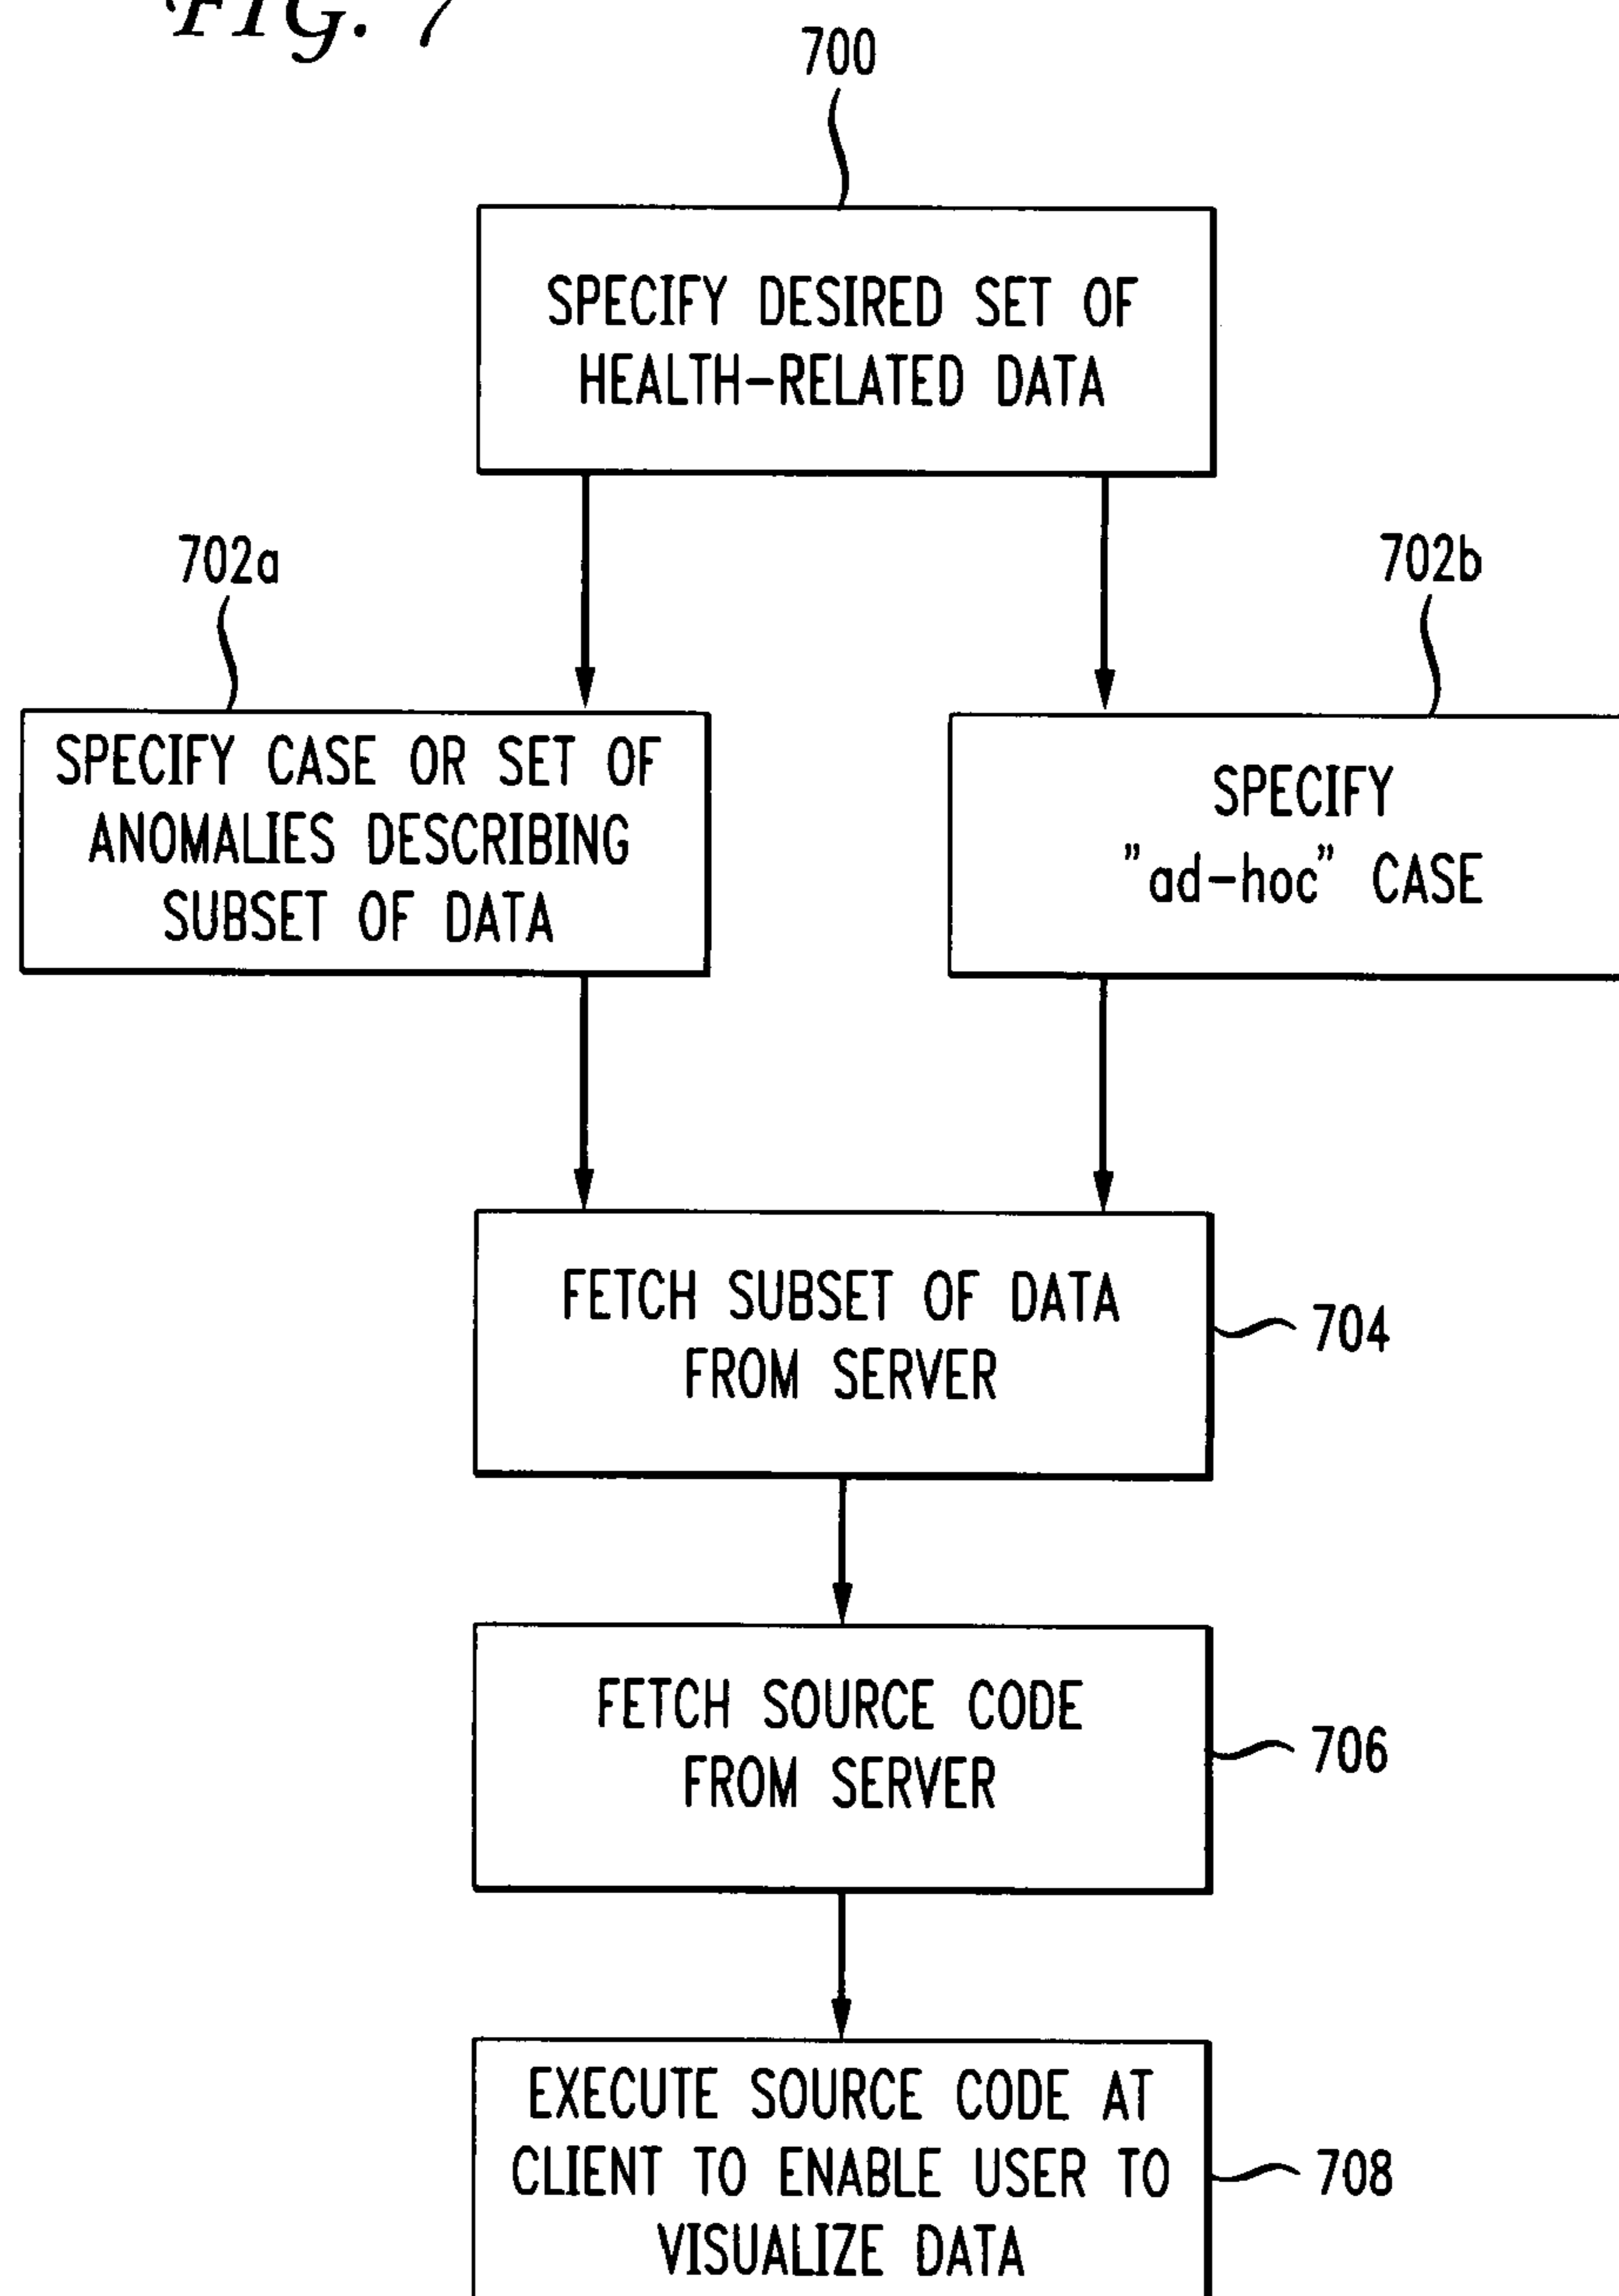 FIG. 7
700
SPECIFY DESIRED SET OF
HEALTH-RELATED DATA
702a
702b
SPECIFY CASE OR SET OF
ANOMALIES DESCRIBING
SUBSET OF DATA
SPECIFY
"ad-hoc" CASE
FETCH SUBSET OF DATA
FROM SERVER
704
FETCH SOURCE CODE
FROM SERVER
706
EXECUTE SOURCE CODE AT
CLIENT TO ENABLE USER TO
VISUALIZE DATA
708